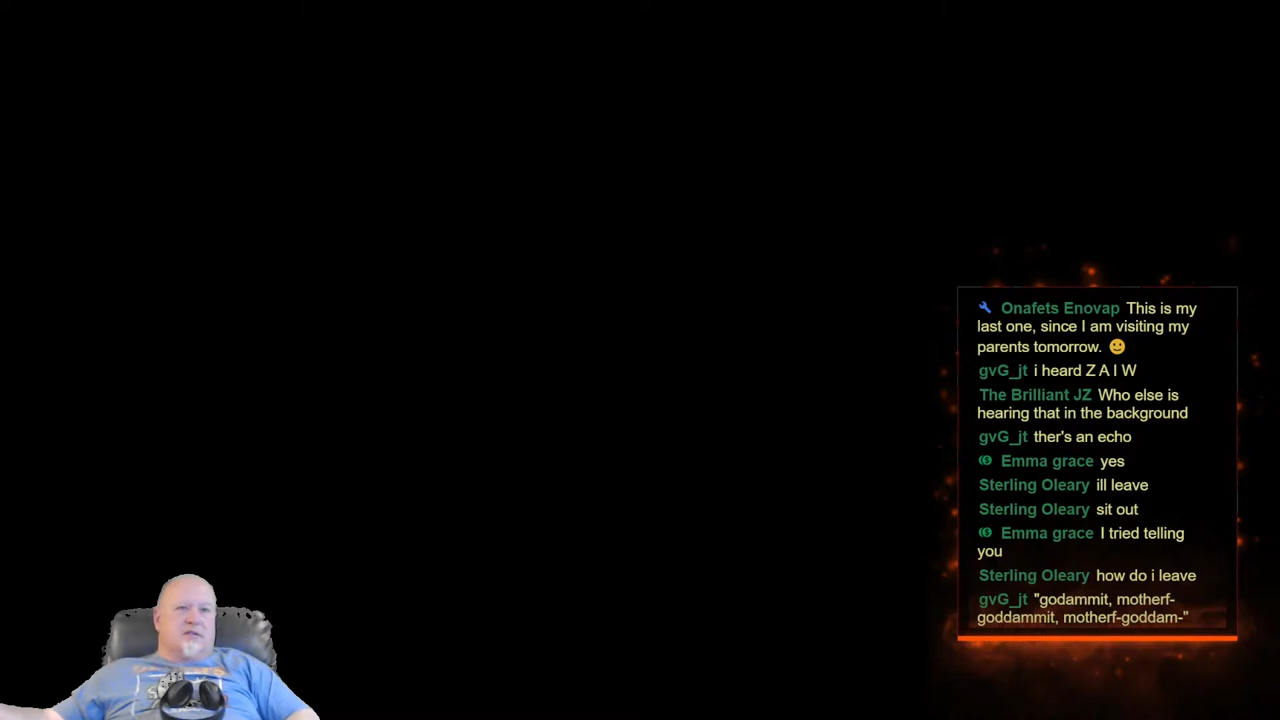 Onafets Enovap This is my
last one, since I am visiting my
parents tomorrow. 🙂
gvG_jt i heard Z A I W
The Brilliant JZ Who else is
hearing that in the background
gvG_jt ther's an echo
Emma grace yes
Sterling Oleary ill leave
Sterling Oleary sit out
Emma grace I tried telling
you
Sterling Oleary how do i leave
gvG_jt "godammit, motherf-
goddammit, motherf-goddam-"